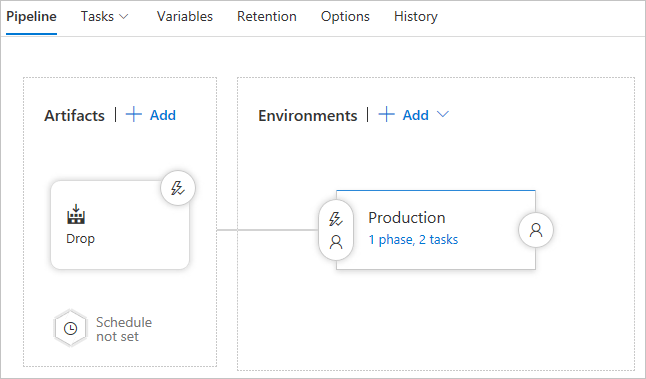 Pipeline Tasks Variables Retention Options History
Artifacts | + Add
Environments | + Add
Drop
Production
1 phase, 2 tasks
Schedule
not set